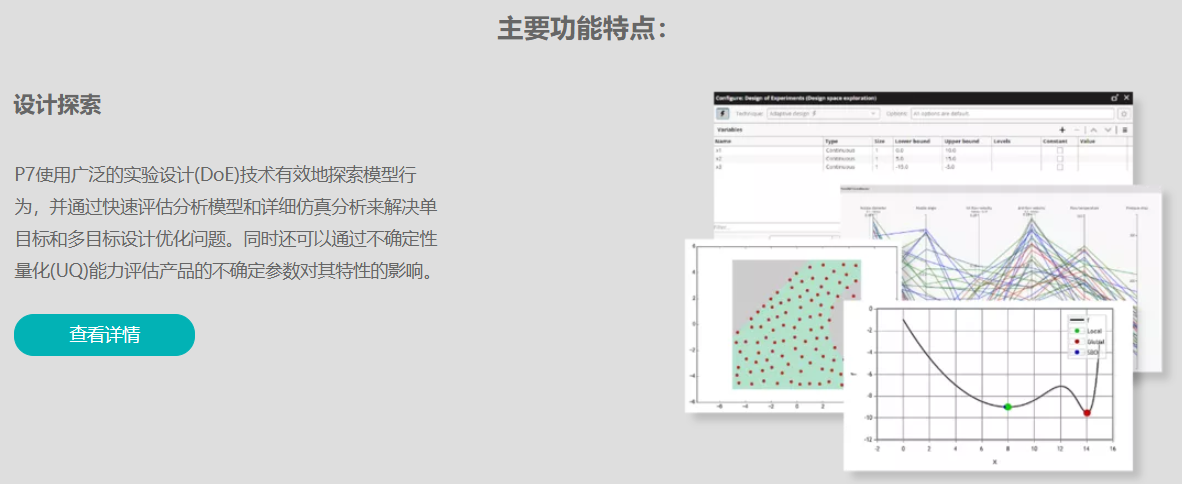 主要功能特点：
设计探索
P7使用广泛的实验设计(DoE)技术有效地探索模型行
为，并通过快速评估分析模型和详细仿真分析来解决单
目标和多目标设计优化问题。同时还可以通过不确定性
量化(UQ)能力评估产品的不确定参数对其特性的影响。
查看详情
Configure: Design of Experiments (Design space exploration)
Technique: Adaptive design Options: All options are default.
Variables
Name Type Size Lower bound Upper bound Levels Constant Value
x1 Continuous 1 0.0 10.0
x2 Continuous 1 5.0 15.0
x3 Continuous 1 -15.0 -5.0
6
4
2
0
-2
-4
-6
-6 -4 -2 0 2
f
Local
Global
SBO
0
-2
-4
-6
-8
-10
-12
-2 0 2 4 6 8 10 12 14 16
f
X